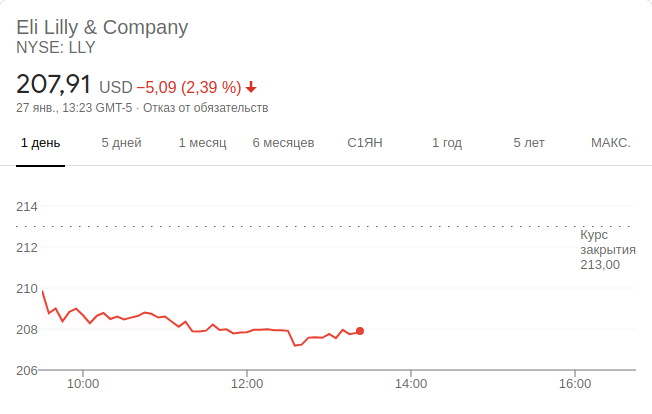 Eli Lilly & Company
NYSE: LLY
207,91 USD −5,09 (2,39 %)
27 янв., 13:23 GMT-5 · Отказ от обязательств
1 день 5 дней 1 месяц 6 месяцев С1ЯН 1 год 5 лет МАКС.
214
Курс
212 закрытия
213,00
210
208
206
10:00 12:00 14:00 16:00